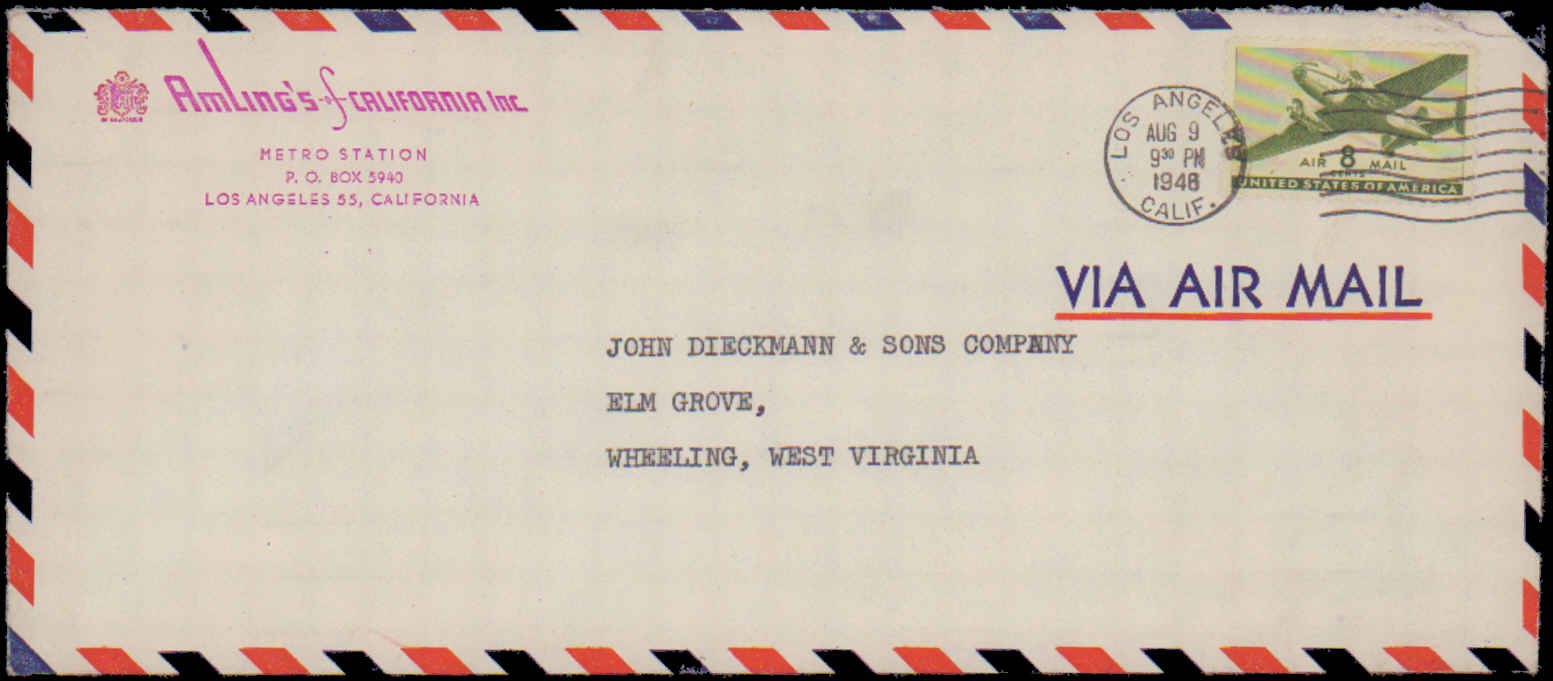 Amling's of California Inc
METRO STATION
P. O. BOX 5940
LOS ANGELES 55, CALIFORNIA
LOS ANGELES
AUG 9
9 30 PM
1946
CALIF.
AIR 8 MAIL
CENTS
UNITED STATES OF AMERICA
VIA AIR MAIL
JOHN DIECKMANN & SONS COMPANY
ELM GROVE,
WHEELING, WEST VIRGINIA